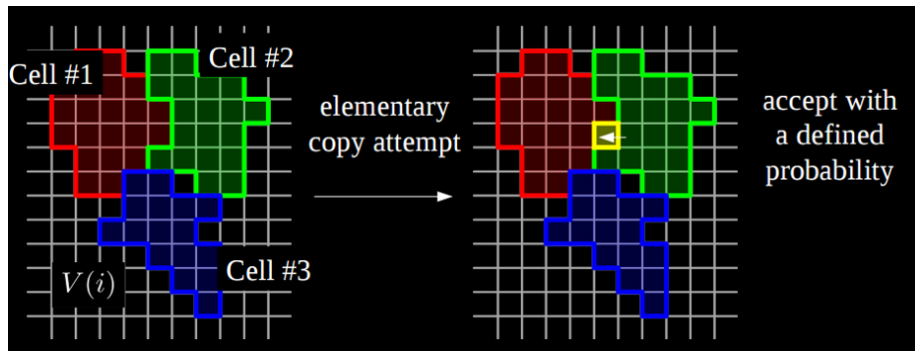 Cell #1
Cell #2
Cell #3
V(i)
elementary
copy attempt
accept with
a defined
probability